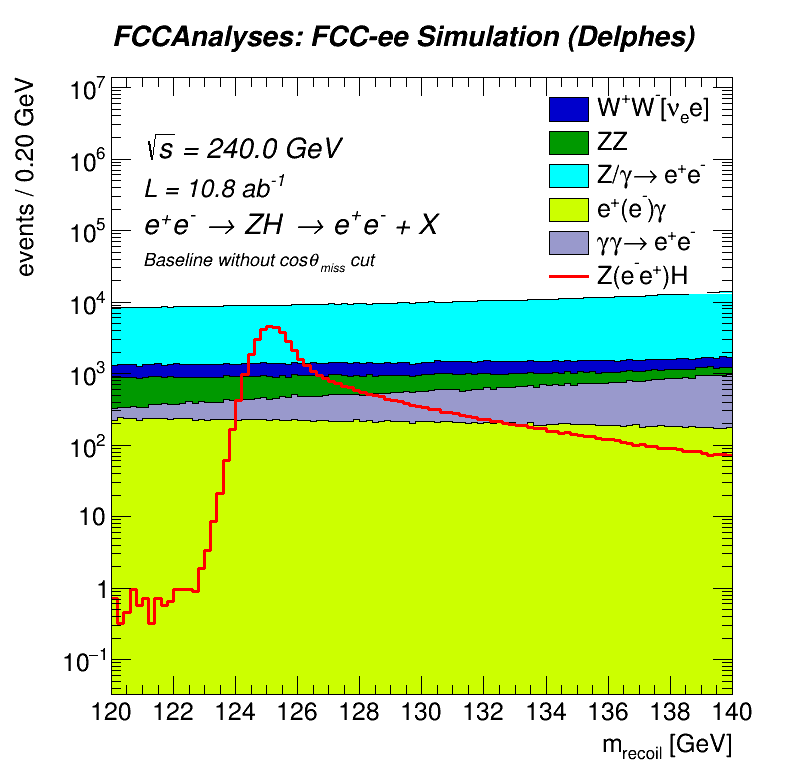 FCCAnalyses: FCC-ee Simulation (Delphes)
events / 0.20 GeV
10⁷
10⁶
10⁵
10⁴
10³
10²
10
1
10⁻¹
√s = 240.0 GeV
L = 10.8 ab⁻¹
e⁺e⁻ → ZH → e⁺e⁻ + X
Baseline without cosθ_miss cut
W⁺W⁻[ν_e e]
ZZ
Z/γ→ e⁺e⁻
e⁺(e⁻)γ
γγ→ e⁺e⁻
Z(e⁻e⁺)H
120 122 124 126 128 130 132 134 136 138 140
m_recoil [GeV]